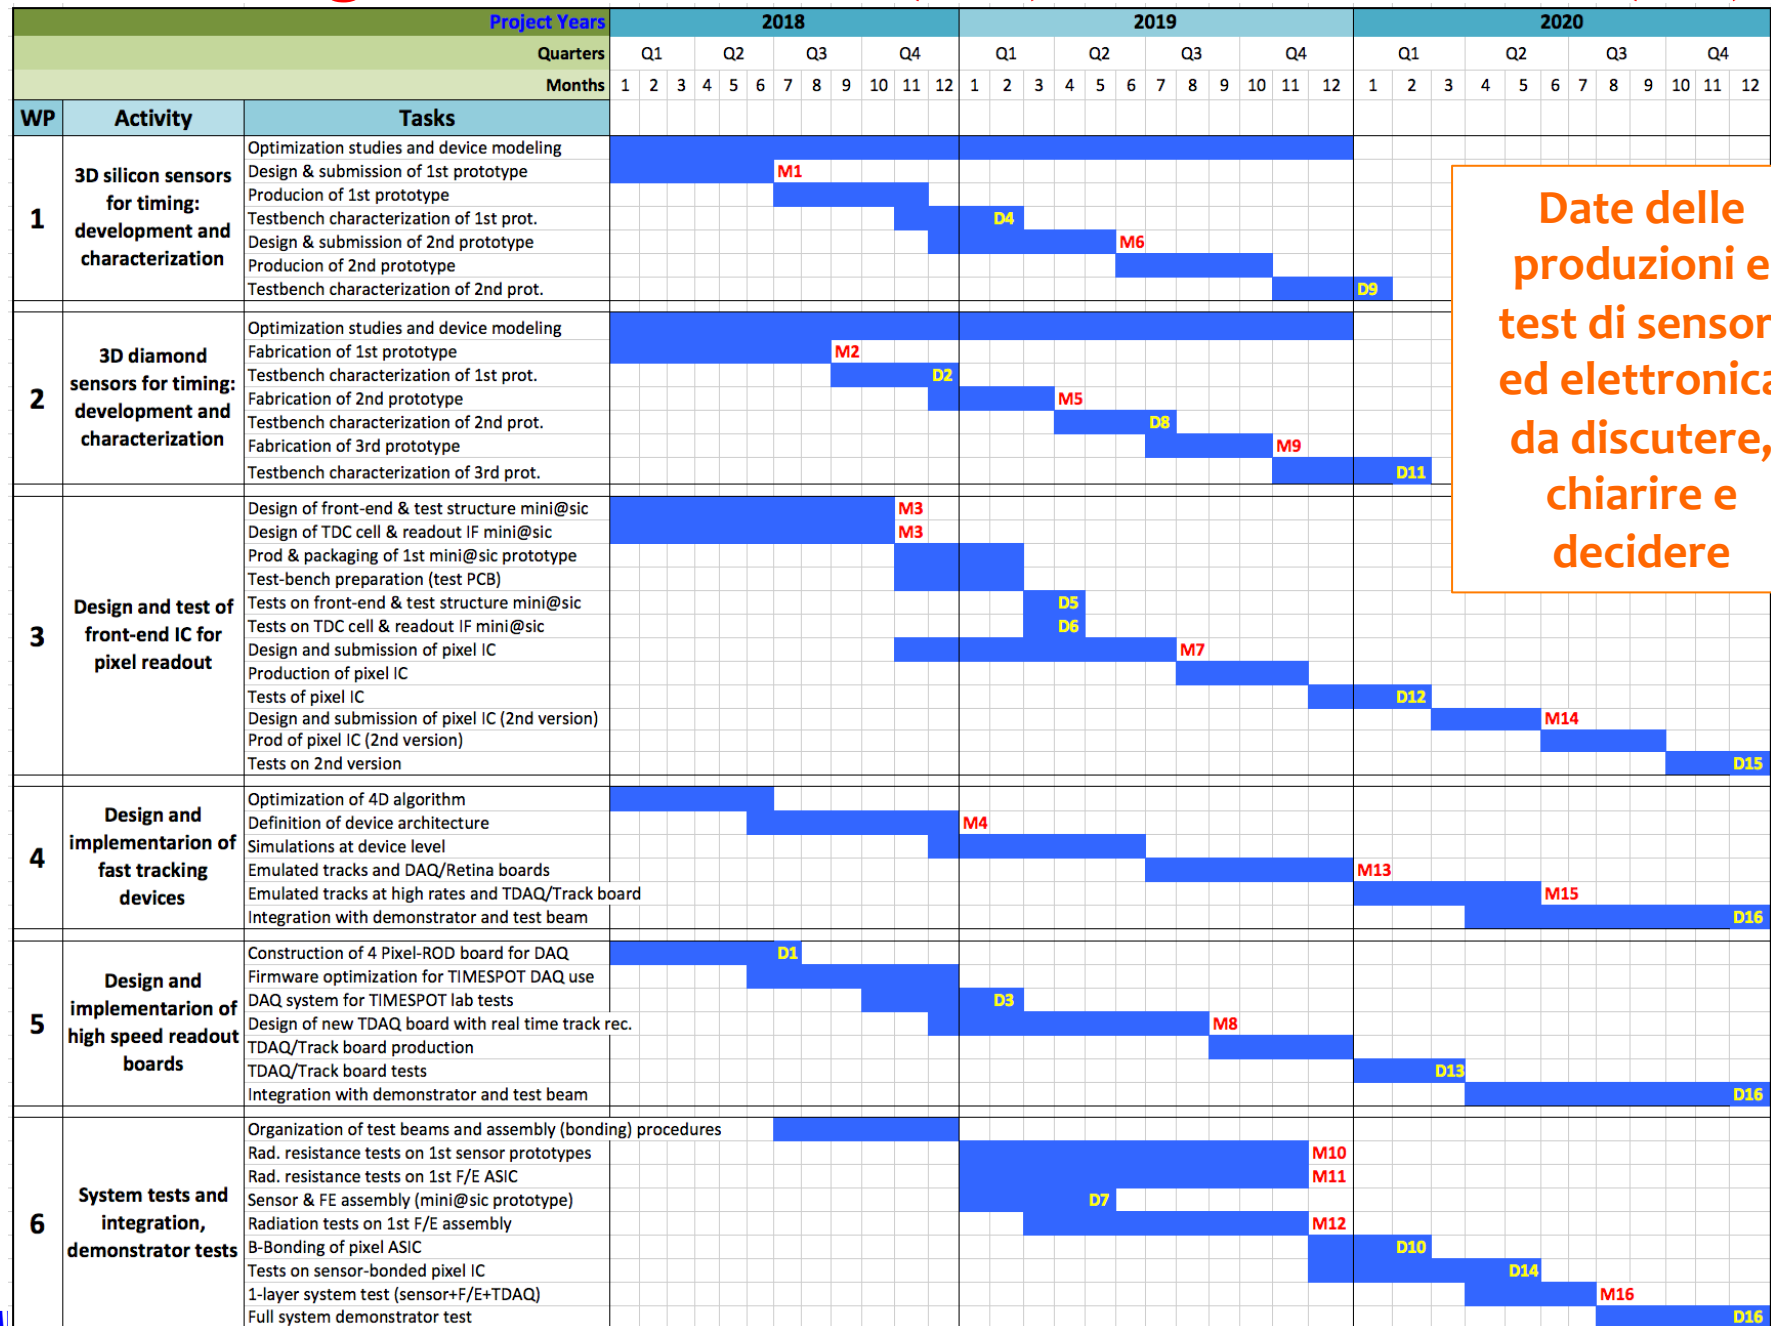 Project Years 2018 2019 2020
Quarters Q1 Q2 Q3 Q4 Q1 Q2 Q3 Q4 Q1 Q2 Q3 Q4
Months 1 2 3 4 5 6 7 8 9 10 11 12 1 2 3 4 5 6 7 8 9 10 11 12 1 2 3 4 5 6 7 8 9 10 11 12
WP Activity Tasks
1
3D silicon sensors
for timing:
development and
characterization
Optimization studies and device modeling
Design & submission of 1st prototype M1
Producion of 1st prototype
Testbench characterization of 1st prot. D4
Design & submission of 2nd prototype M6
Producion of 2nd prototype
Testbench characterization of 2nd prot. D9
2
3D diamond
sensors for timing:
development and
characterization
Optimization studies and device modeling
Fabrication of 1st prototype M2
Testbench characterization of 1st prot. D2
Fabrication of 2nd prototype M5
Testbench characterization of 2nd prot. D8
Fabrication of 3rd prototype M9
Testbench characterization of 3rd prot. D11
3
Design and test of
front-end IC for
pixel readout
Design of front-end & test structure mini@sic M3
Design of TDC cell & readout IF mini@sic M3
Prod & packaging of 1st mini@sic prototype
Test-bench preparation (test PCB)
Tests on front-end & test structure mini@sic D5
Tests on TDC cell & readout IF mini@sic D6
Design and submission of pixel IC M7
Production of pixel IC
Tests of pixel IC D12
Design and submission of pixel IC (2nd version) M14
Prod of pixel IC (2nd version)
Tests on 2nd version D15
4
Design and
implementarion of
fast tracking
devices
Optimization of 4D algorithm
Definition of device architecture M4
Simulations at device level
Emulated tracks and DAQ/Retina boards M13
Emulated tracks at high rates and TDAQ/Track board M15
Integration with demonstrator and test beam D16
5
Design and
implementarion of
high speed readout
boards
Construction of 4 Pixel-ROD board for DAQ D1
Firmware optimization for TIMESPOT DAQ use
DAQ system for TIMESPOT lab tests D3
Design of new TDAQ board with real time track rec. M8
TDAQ/Track board production
TDAQ/Track board tests D13
Integration with demonstrator and test beam D16
6
System tests and
integration,
demonstrator tests
Organization of test beams and assembly (bonding) procedures
Rad. resistance tests on 1st sensor prototypes M10
Rad. resistance tests on 1st F/E ASIC M11
Sensor & FE assembly (mini@sic prototype) D7
Radiation tests on 1st F/E assembly M12
B-Bonding of pixel ASIC D10
Tests on sensor-bonded pixel IC D14
1-layer system test (sensor+F/E+TDAQ) M16
Full system demonstrator test D16
Date delle
produzioni e
test di sensor
ed elettronica
da discutere,
chiarire e
decidere